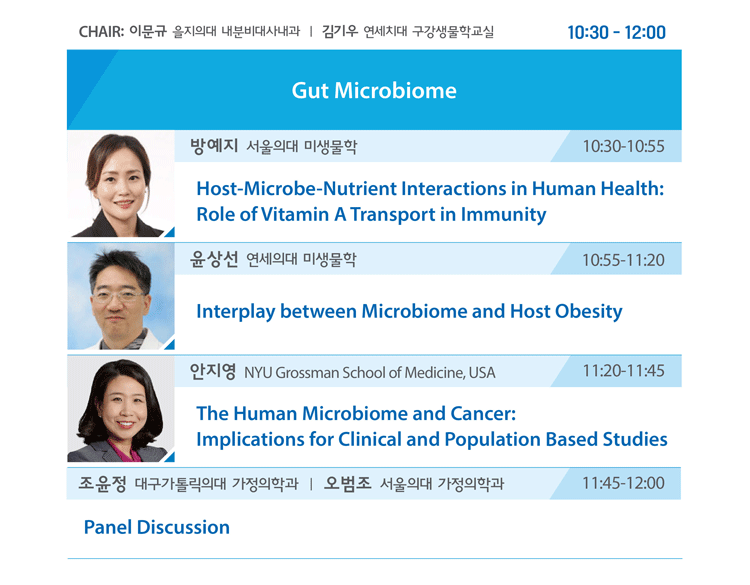 CHAIR: 이문규 을지의대 내분비대사내과 | 김기우 연세치대 구강생물학교실 10:30 - 12:00
Gut Microbiome
방예지 서울의대 미생물학 10:30-10:55
Host-Microbe-Nutrient Interactions in Human Health:
Role of Vitamin A Transport in Immunity
윤상선 연세의대 미생물학 10:55-11:20
Interplay between Microbiome and Host Obesity
안지영 NYU Grossman School of Medicine, USA 11:20-11:45
The Human Microbiome and Cancer:
Implications for Clinical and Population Based Studies
조윤정 대구가톨릭의대 가정의학과 | 오범조 서울의대 가정의학과 11:45-12:00
Panel Discussion